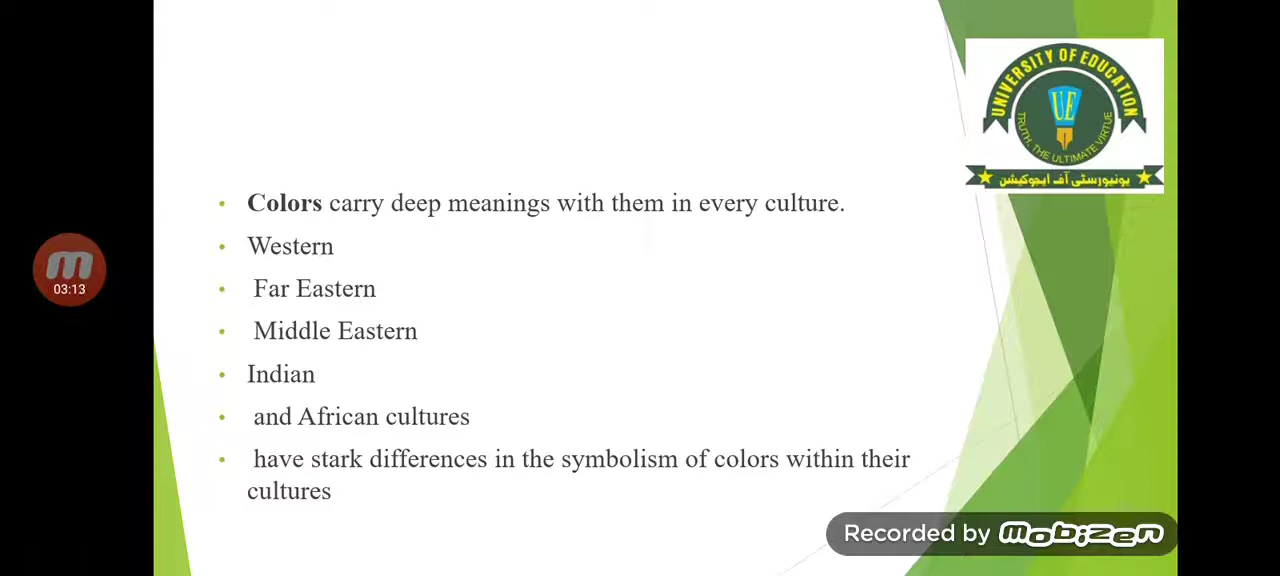 UNIVERSITY OF EDUCATION
UE
TRUTH, THE ULTIMATE VIRTUE
یونیورسٹی آف ایجوکیشن
• Colors carry deep meanings with them in every culture.
• Western
• Far Eastern
• Middle Eastern
• Indian
• and African cultures
• have stark differences in the symbolism of colors within their
cultures
m
03:13
Recorded by mobizen